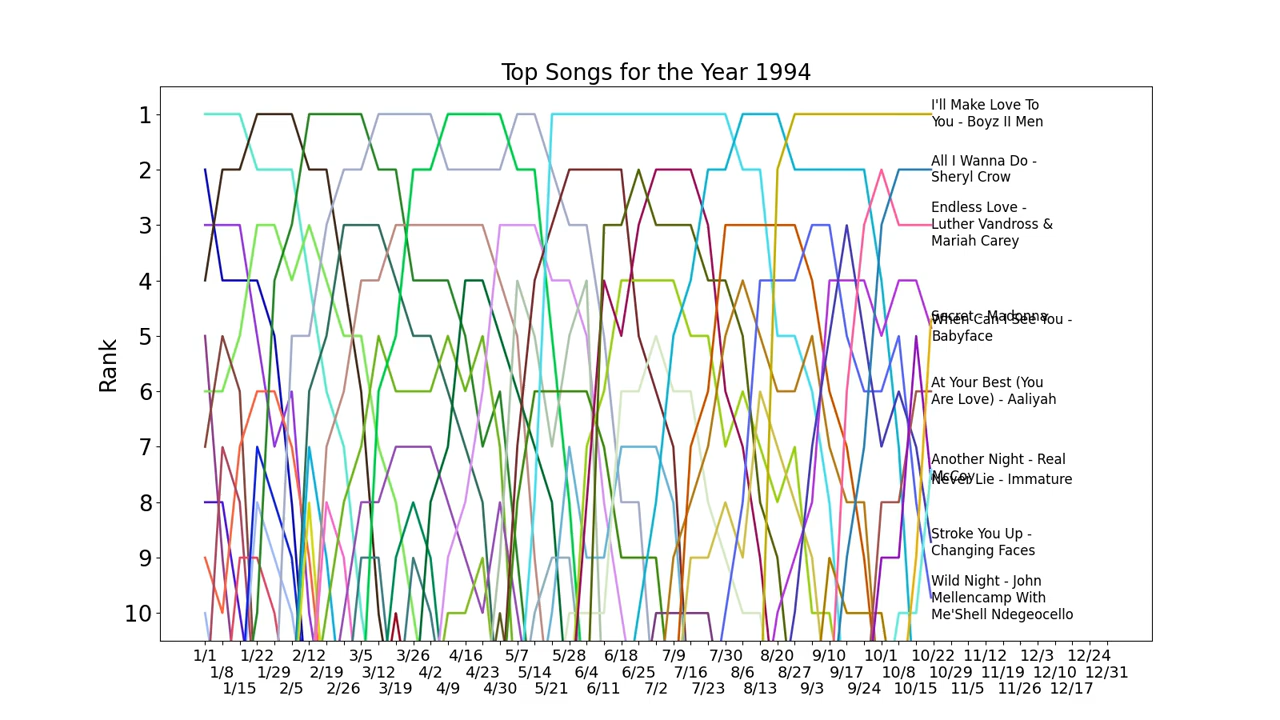 Top Songs for the Year 1994
Rank
1
2
3
4
5
6
7
8
9
10
I'll Make Love To
You - Boyz II Men
All I Wanna Do -
Sheryl Crow
Endless Love -
Luther Vandross &
Mariah Carey
Secret - Madonna
When Can I See You -
Babyface
At Your Best (You
Are Love) - Aaliyah
Another Night - Real
McCoy
Never Lie - Immature
Stroke You Up -
Changing Faces
Wild Night - John
Mellencamp With
Me'Shell Ndegeocello
1/1 1/22 2/12 3/5 3/26 4/16 5/7 5/28 6/18 7/9 7/30 8/20 9/10 10/1 10/22 11/12 12/3 12/24
1/8 1/29 2/19 3/12 4/2 4/23 5/14 6/4 6/25 7/16 8/6 8/27 9/17 10/8 10/29 11/19 12/10 12/31
1/15 2/5 2/26 3/19 4/9 4/30 5/21 6/11 7/2 7/23 8/13 9/3 9/24 10/15 11/5 11/26 12/17